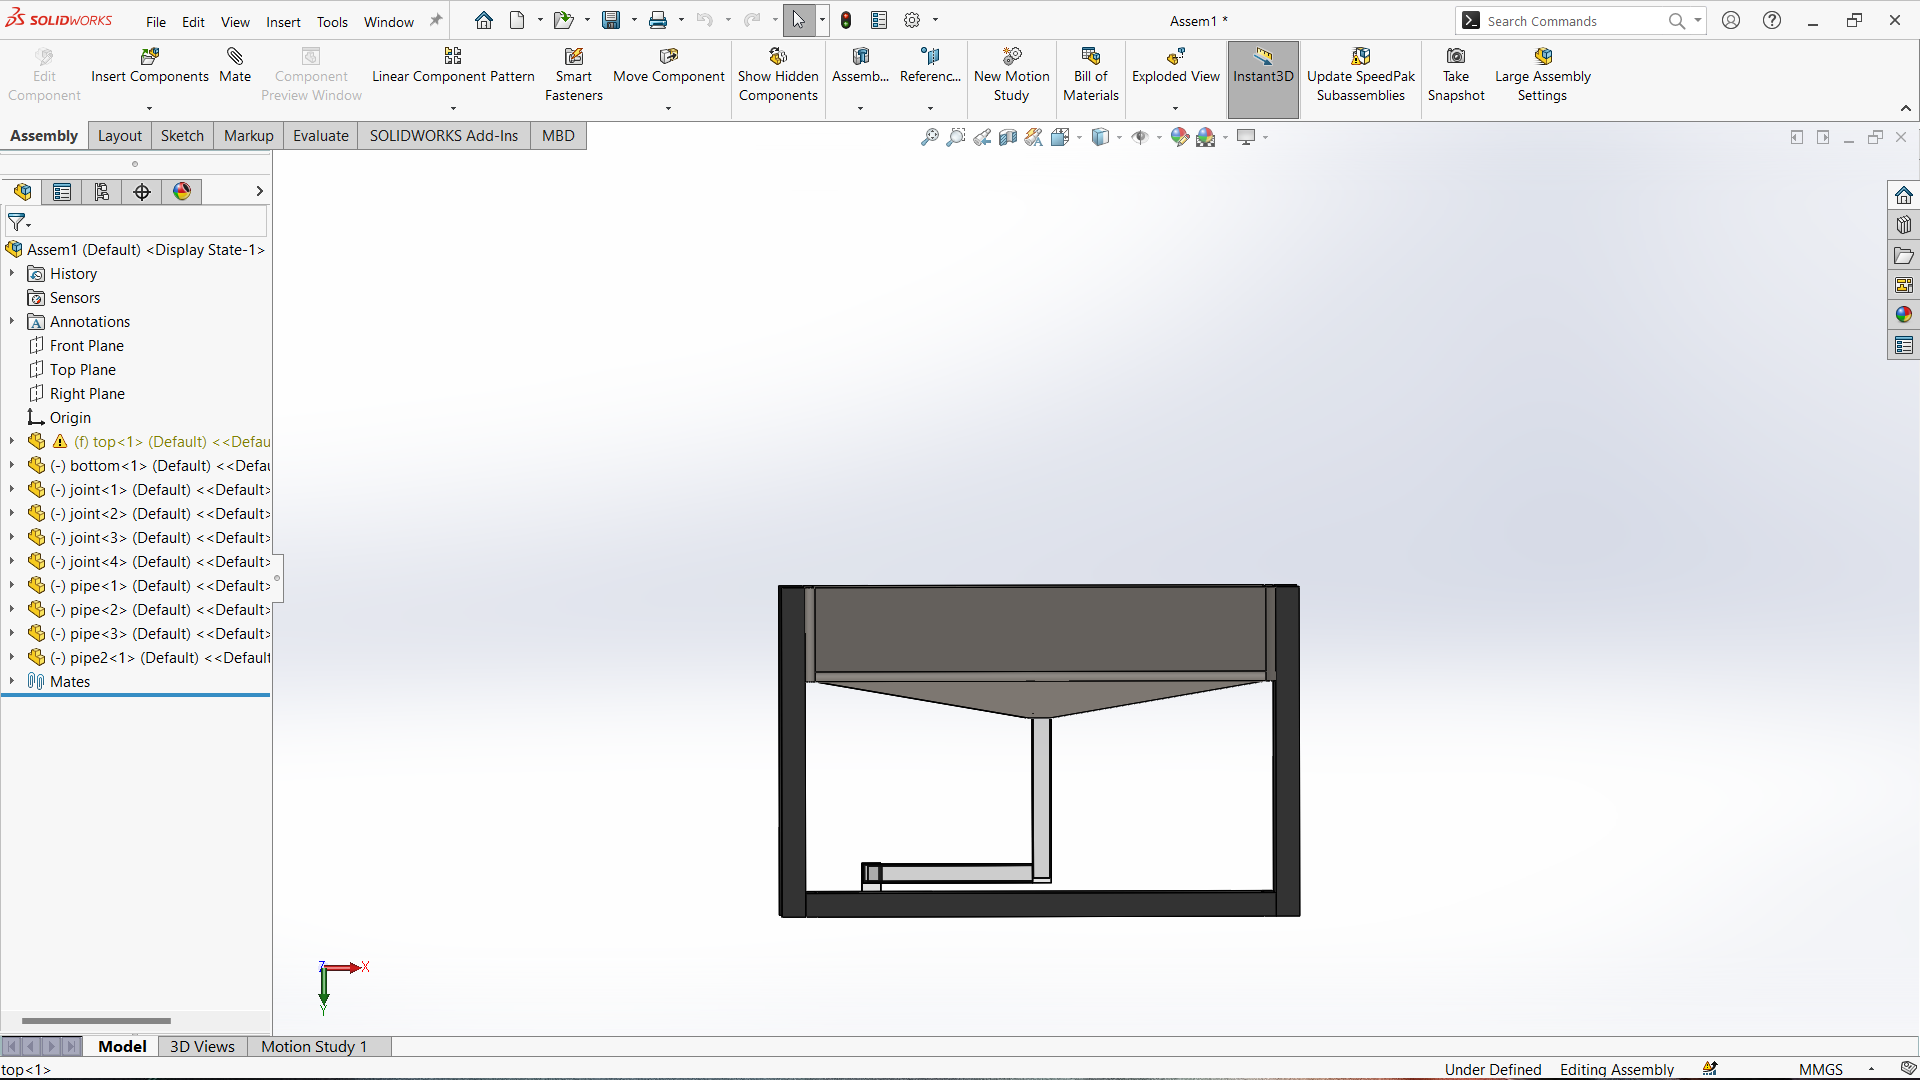 SOLIDWORKS File Edit View Insert Tools Window Assem1 * Search Commands
Edit Component
Insert Components
Mate
Component Preview Window
Linear Component Pattern
Smart Fasteners
Move Component
Show Hidden Components
Assemb...
Referenc...
New Motion Study
Bill of Materials
Exploded View
Instant3D
Update SpeedPak Subassemblies
Take Snapshot
Large Assembly Settings
Assembly Layout Sketch Markup Evaluate SOLIDWORKS Add-Ins MBD
Assem1 (Default) <Display State-1>
History
Sensors
Annotations
Front Plane
Top Plane
Right Plane
Origin
(f) top<1> (Default) <<Defau
(-) bottom<1> (Default) <<Defau
(-) joint<1> (Default) <<Default>
(-) joint<2> (Default) <<Default>
(-) joint<3> (Default) <<Default>
(-) joint<4> (Default) <<Default>
(-) pipe<1> (Default) <<Default>
(-) pipe<2> (Default) <<Default>
(-) pipe<3> (Default) <<Default>
(-) pipe2<1> (Default) <<Default
Mates
Z X
Y
Model 3D Views Motion Study 1
top<1> Under Defined Editing Assembly MMGS